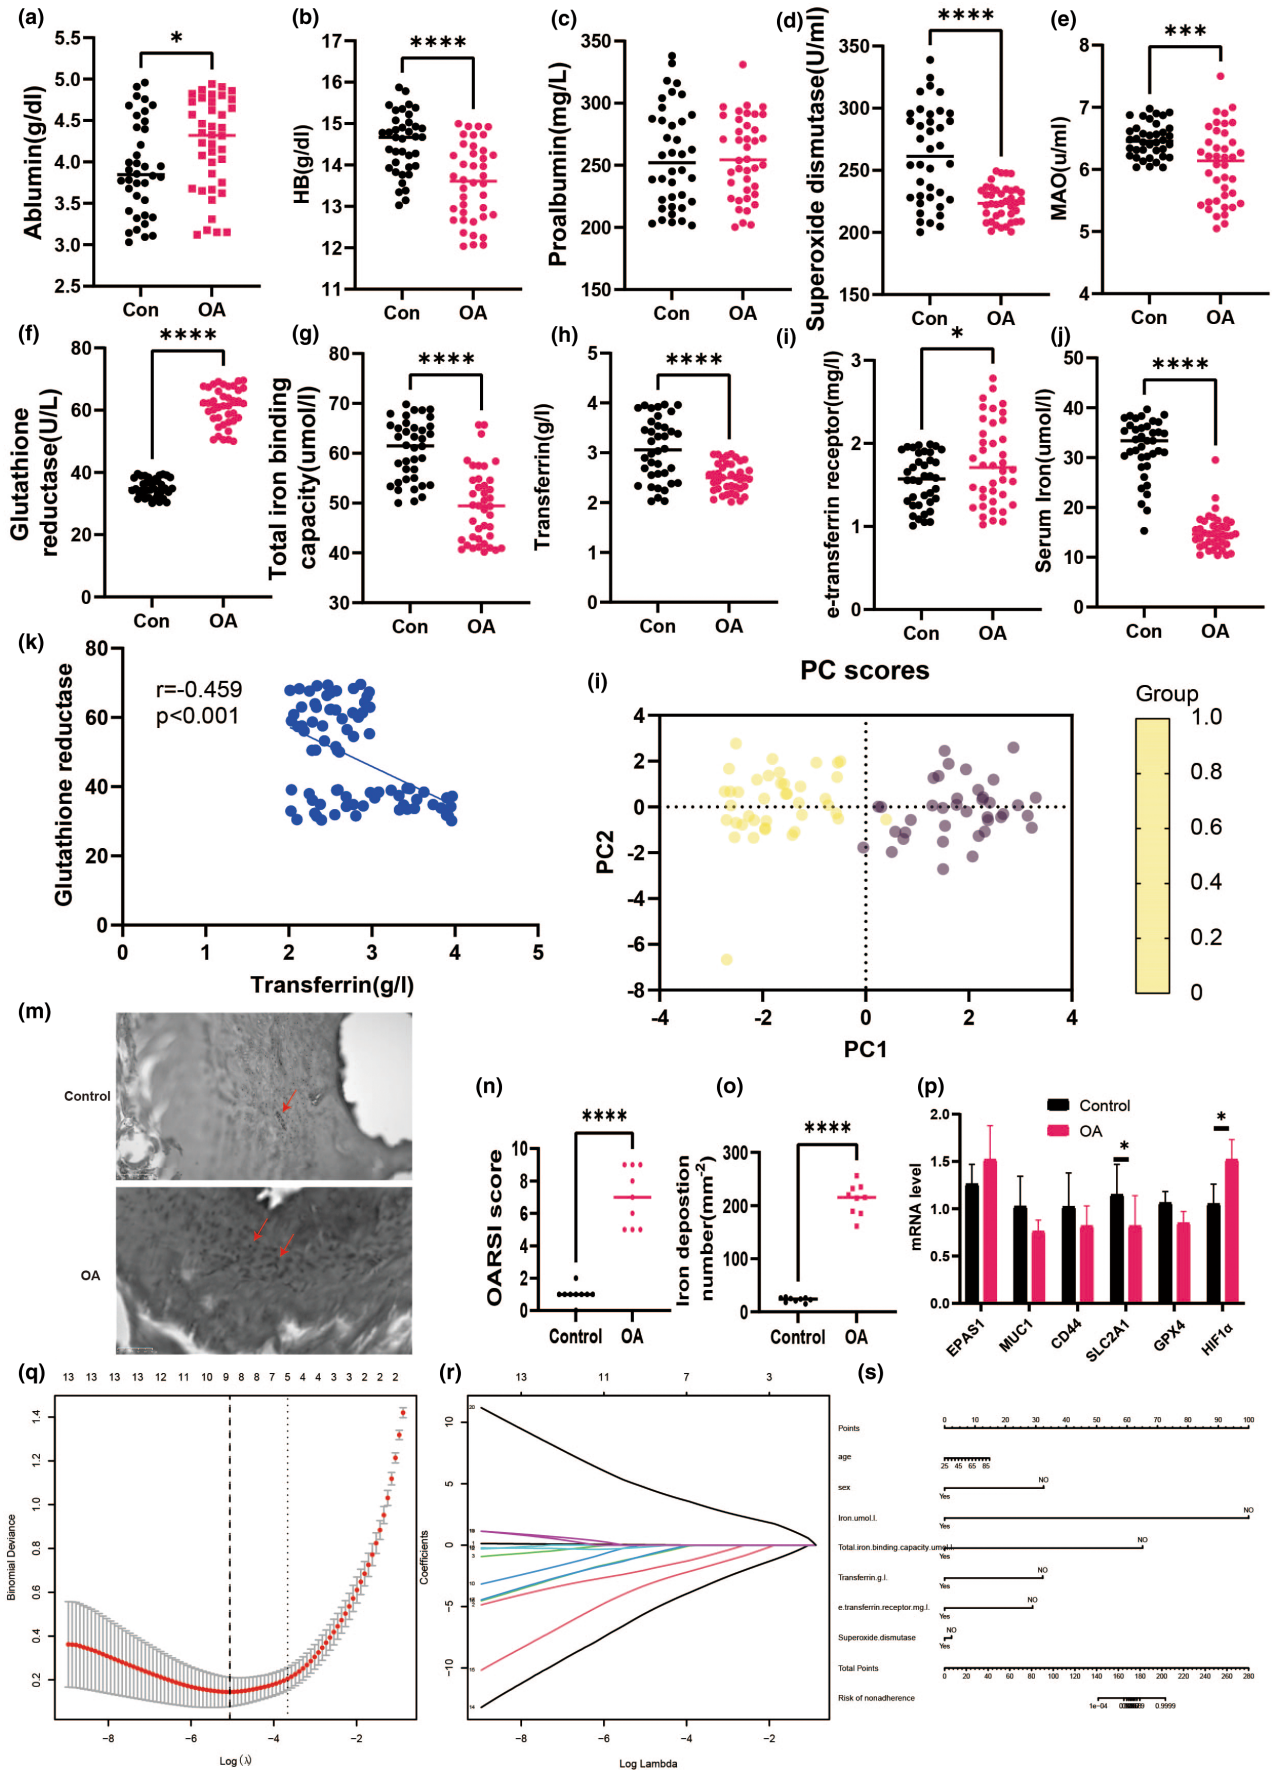 (a)
Ablumin(g/dl)
5.5
5.0
4.5
4.0
3.5
3.0
2.5
*
Con OA
(b)
HB(g/dl)
17
16
15
14
13
12
11
****
Con OA
(c)
Proalbumin(mg/L)
350
300
250
200
150
Con OA
(d)
Superoxide dismutase(U/ml)
350
300
250
200
150
****
Con OA
(e)
MAO(u/ml)
8
7
6
5
4
***
Con OA
(f)
Glutathione
reductase(U/L)
80
60
40
20
0
****
Con OA
(g)
Total iron binding
capacity(umol/l)
80
70
60
50
40
30
****
Con OA
(h)
Transferrin(g/l)
5
4
3
2
1
0
****
Con OA
(i)
e-transferrin receptor(mg/l)
3
2
1
0
*
Con OA
(j)
Serum Iron(umol/l)
50
40
30
20
10
0
****
Con OA
(k)
Glutathione reductase
80
60
40
20
0
r=-0.459
p<0.001
0 1 2 3 4 5
Transferrin(g/l)
(i)
PC scores
PC2
4
2
0
-2
-4
-6
-8
-4 -2 0 2 4
PC1
Group
1.0
0.8
0.6
0.4
0.2
0
(m)
Control
OA
(n)
OARSI score
10
8
6
4
2
0
****
Control OA
(o)
Iron depostion
number(mm-2)
300
200
100
0
****
Control OA
(p)
Control
OA
mRNA level
2.0
1.5
1.0
0.5
0.0
*
*
EPAS1 MUC1 CD44 SLC2A1 GPX4 HIF1α
(q)
13 13 13 13 12 11 10 9 8 8 7 5 4 4 3 3 2 2 2
Binomial Deviance
1.4
1.2
1.0
0.8
0.6
0.4
0.2
−8 −6 −4 −2
Log (λ)
(r)
13 11 7 3
Coefficients
10
5
0
−5
−10
−8 −6 −4 −2
Log Lambda
(s)
Points
0 10 20 30 40 50 60 70 80 90 100
age
25 45 65 85
sex
NO
Yes
Iron.umol.l.
NO
Yes
Total.iron.binding.capacity.umol.l.
NO
Yes
Transferrin.g.l.
NO
Yes
e.transferrin.receptor.mg.l.
NO
Yes
Superoxide.dismutase
NO
Yes
Total Points
0 20 40 60 80 100 120 140 160 180 200 220 240 260 280
Risk of nonadherence
1e−04 0.9999